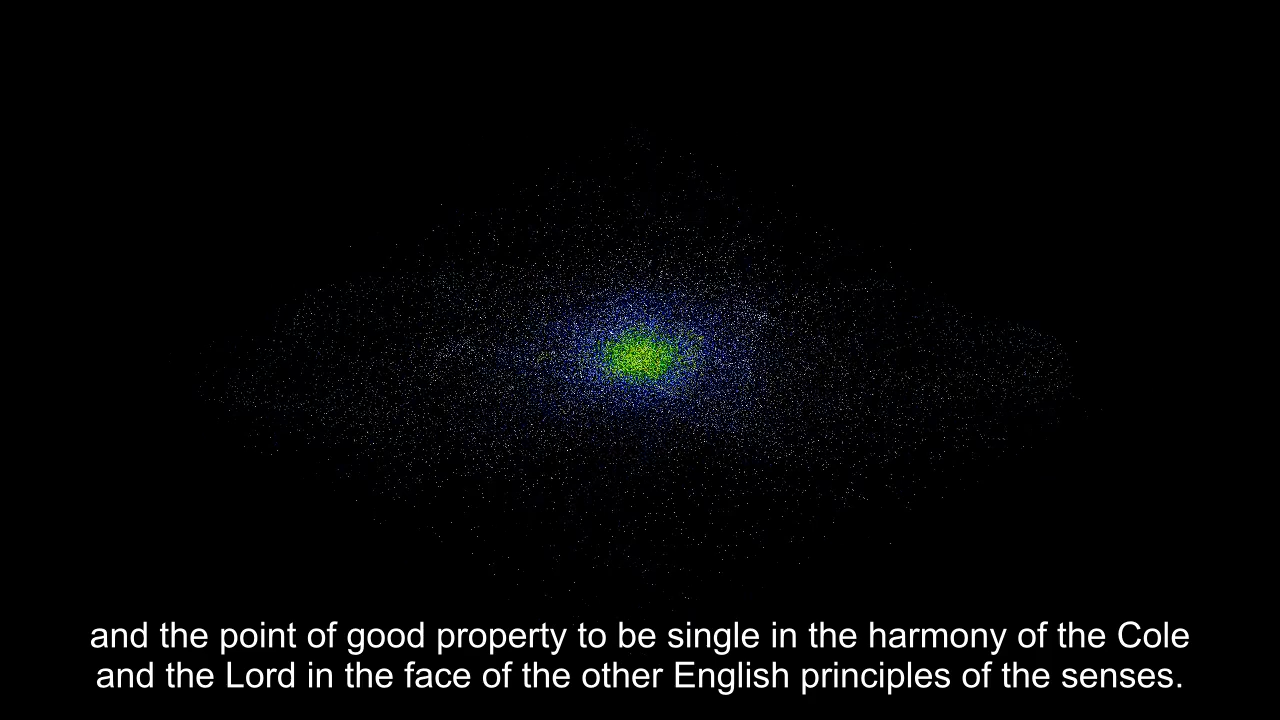 and the point of good property to be single in the harmony of the Cole
and the Lord in the face of the other English principles of the senses.